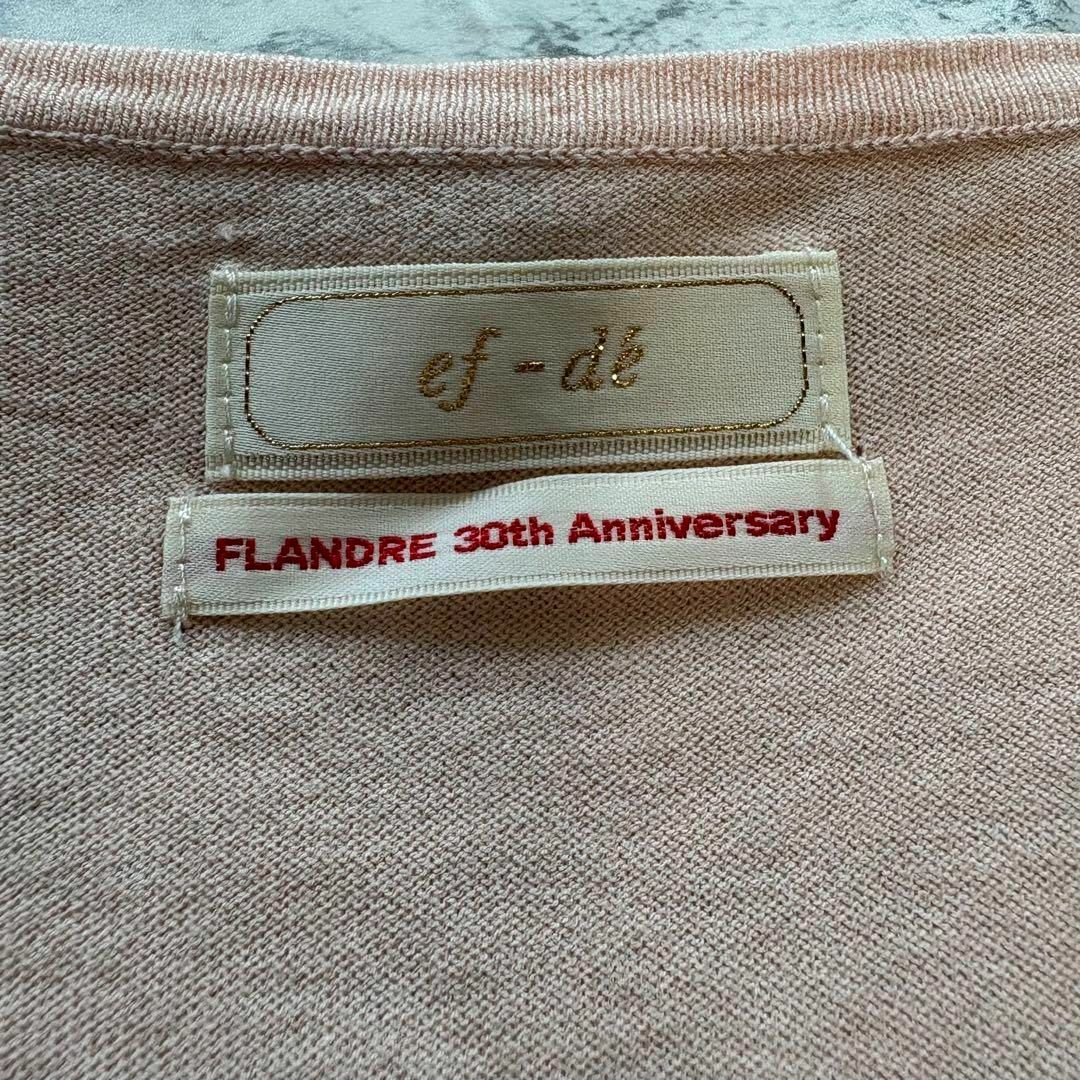 ef-dé
FLANDRE 30th Anniversary